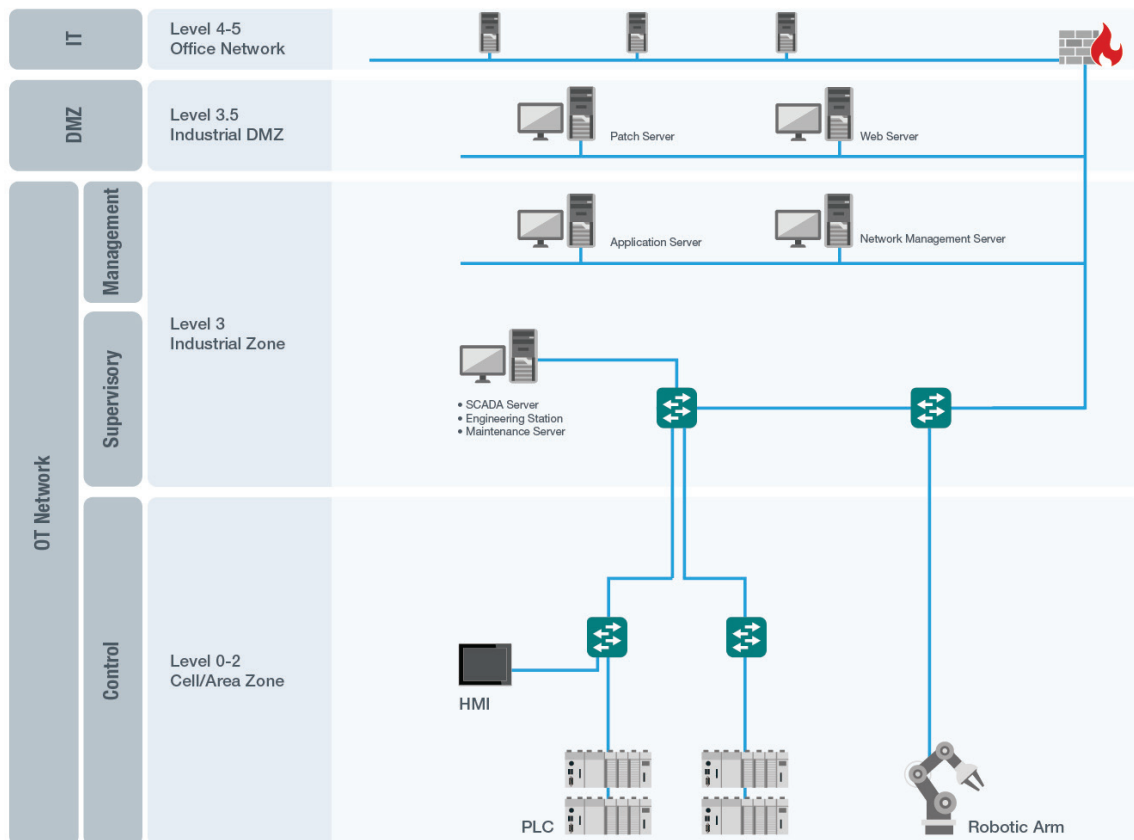 IT
Level 4-5
Office Network
DMZ
Level 3.5
Industrial DMZ
Patch Server
Web Server
OT Network
Management
Application Server
Network Management Server
Level 3
Industrial Zone
Supervisory
• SCADA Server
• Engineering Station
• Maintenance Server
Control
Level 0-2
Cell/Area Zone
HMI
PLC
Robotic Arm